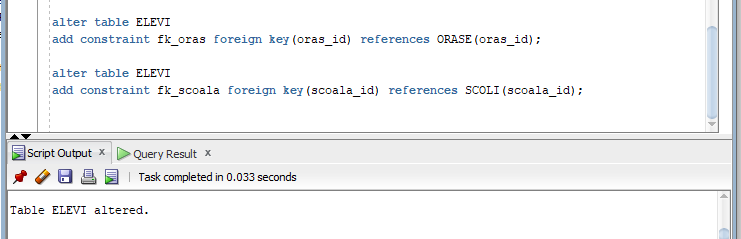 alter table ELEVI
add constraint fk_oras foreign key(oras_id) references ORASE(oras_id);
alter table ELEVI
add constraint fk_scoala foreign key(scoala_id) references SCOLI(scoala_id);
Script Output x Query Result x
Task completed in 0.033 seconds
Table ELEVI altered.